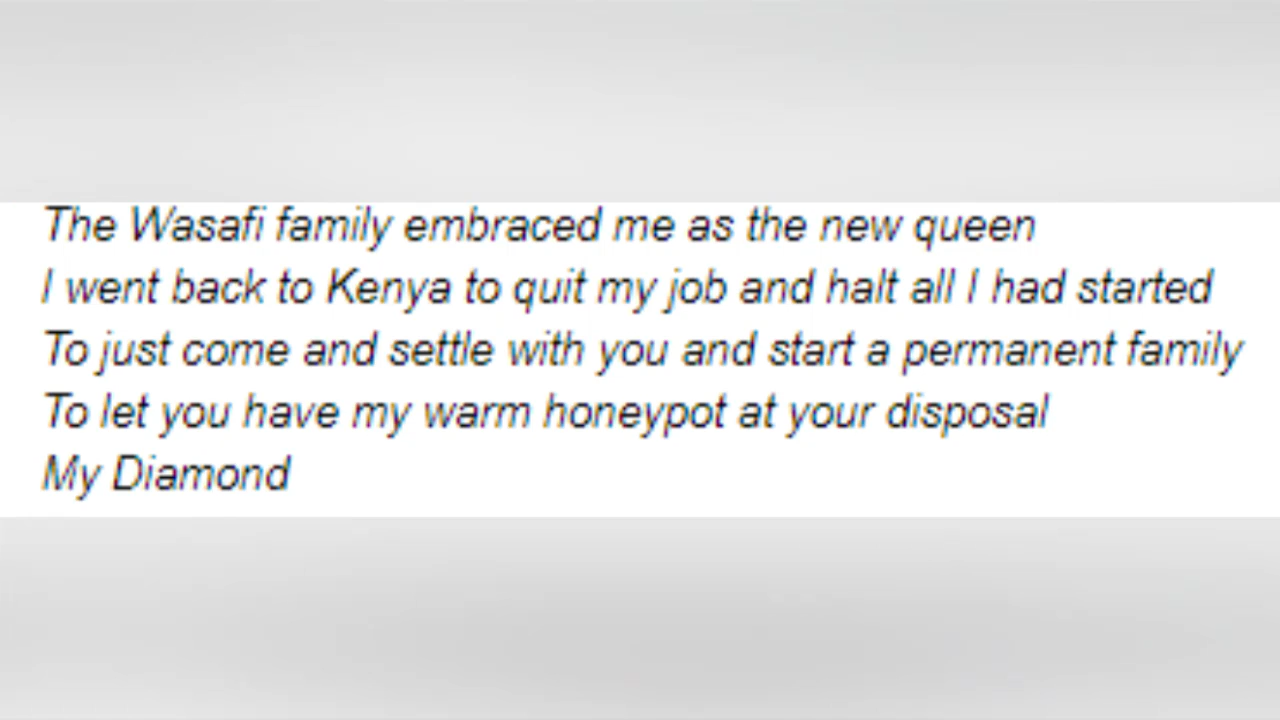 The Wasafi family embraced me as the new queen
I went back to Kenya to quit my job and halt all I had started
To just come and settle with you and start a permanent family
To let you have my warm honeypot at your disposal
My Diamond